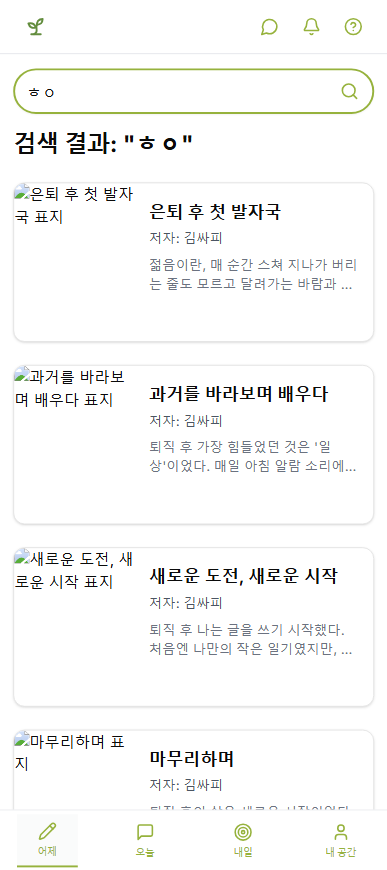 ㅎㅇ
검색 결과: "ㅎㅇ"
은퇴 후 첫 발자
국 표지
은퇴 후 첫 발자국
저자: 김싸피
젊음이란, 매 순간 스쳐 지나가 버리
는 줄도 모르고 달려가는 바람과 ...
과거를 바라보
며 배우다 표지
과거를 바라보며 배우다
저자: 김싸피
퇴직 후 가장 힘들었던 것은 '일
상'이었다. 매일 아침 알람 소리에...
새로운 도전, 새
로운 시작 표지
새로운 도전, 새로운 시작
저자: 김싸피
퇴직 후 나는 글을 쓰기 시작했다.
처음엔 나만의 작은 일기였지만, ...
마무리하며 표
지
마무리하며
저자: 김싸피
어제
오늘
내일
내 공간